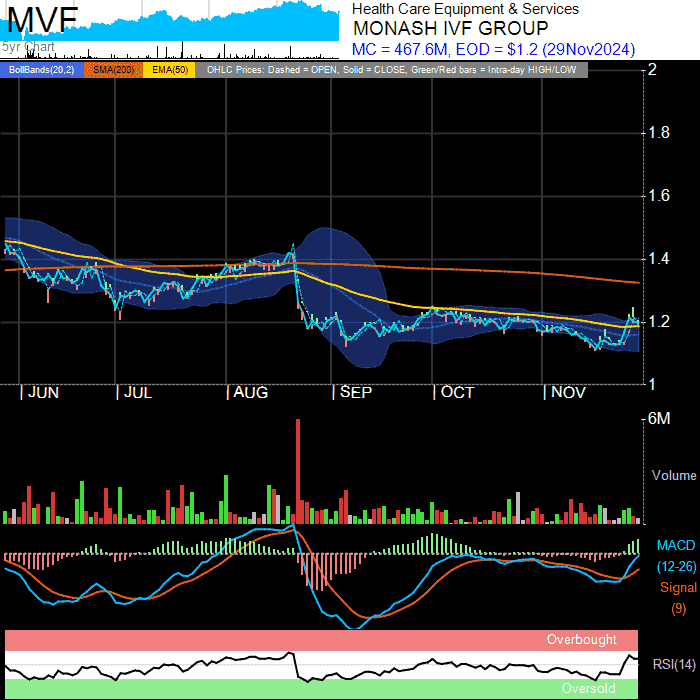 MVF
Health Care Equipment & Services
MONASH IVF GROUP
5yr Chart
MC = 467.6M, EOD = $1.2 (29Nov2024)
BollBands(20,2) SMA(200) EMA(50) OHLC Prices: Dashed = OPEN, Solid = CLOSE, Green/Red bars = Intra-day HIGH/LOW
2
1.8
1.6
1.4
1.2
1
JUN JUL AUG SEP OCT NOV
6M
Volume
MACD
(12-26)
Signal
(9)
Overbought
RSI(14)
Oversold